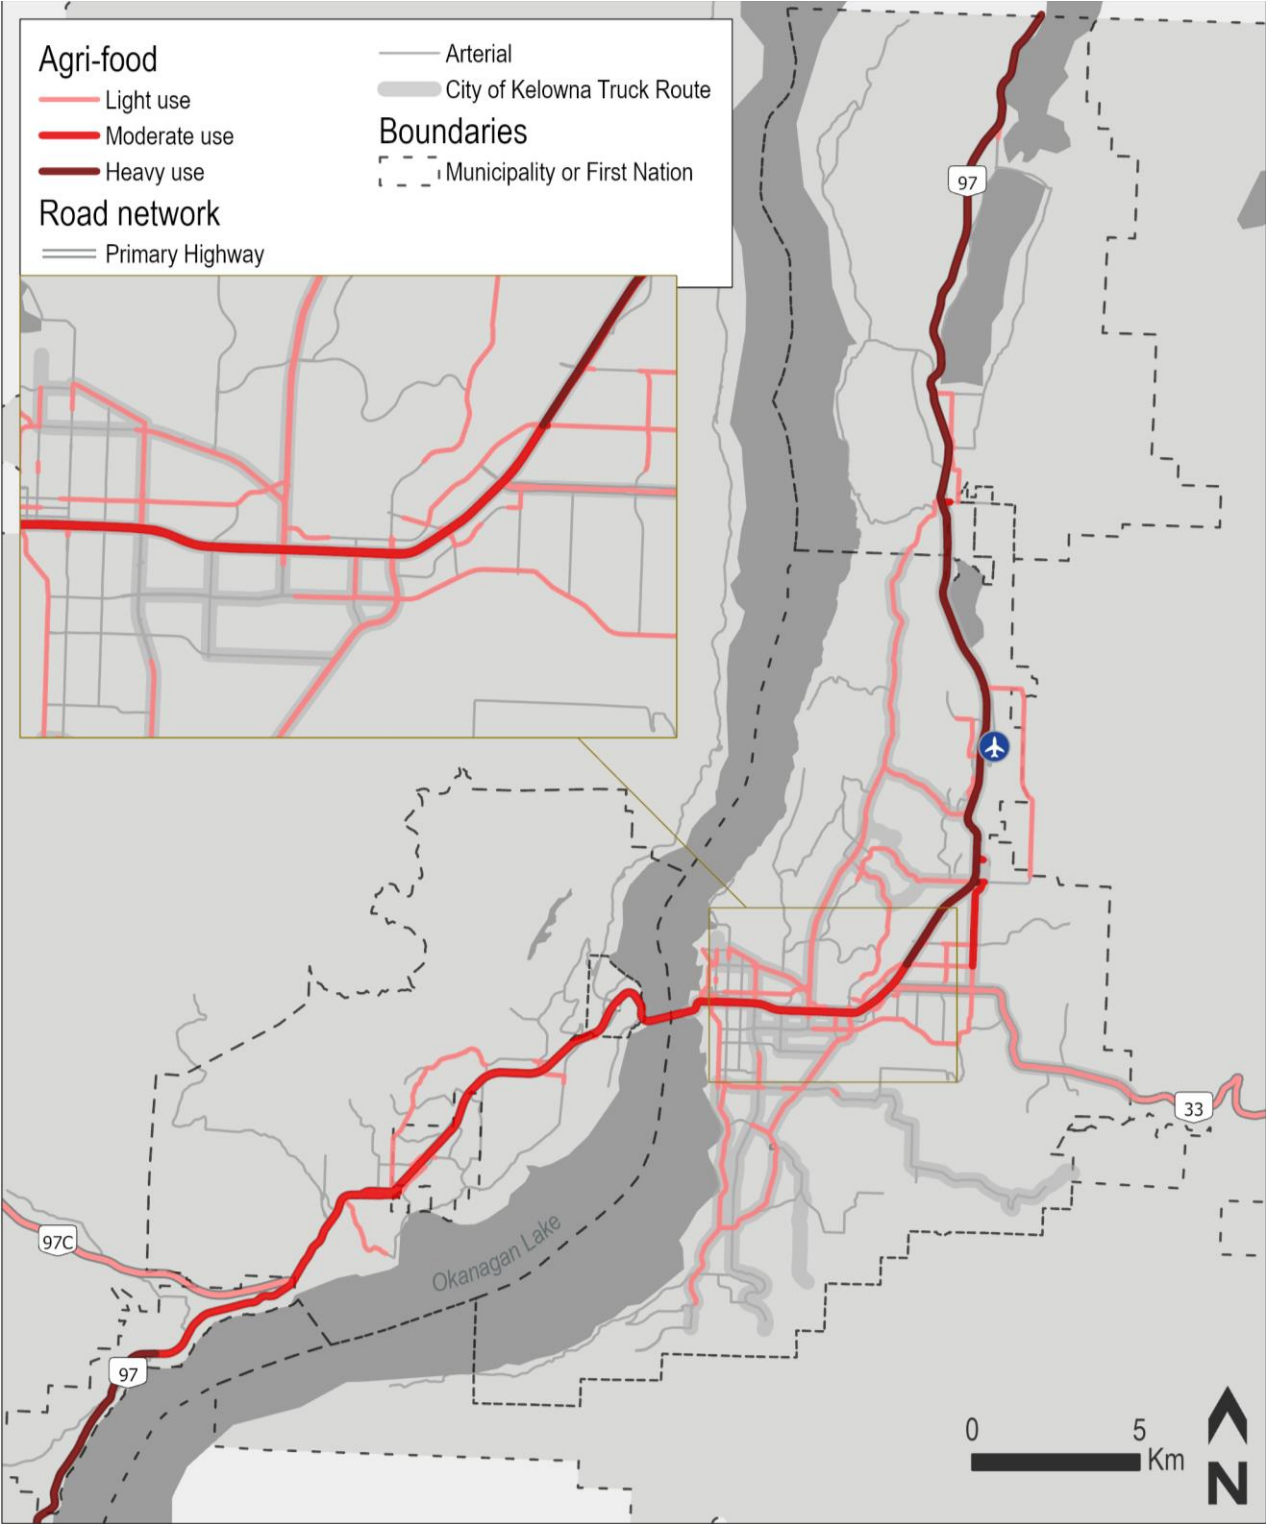 Agri-food
Light use
Moderate use
Heavy use
Road network
Primary Highway
Arterial
City of Kelowna Truck Route
Boundaries
Municipality or First Nation
97
33
97C
Okanagan Lake
97
0 5
Km
N